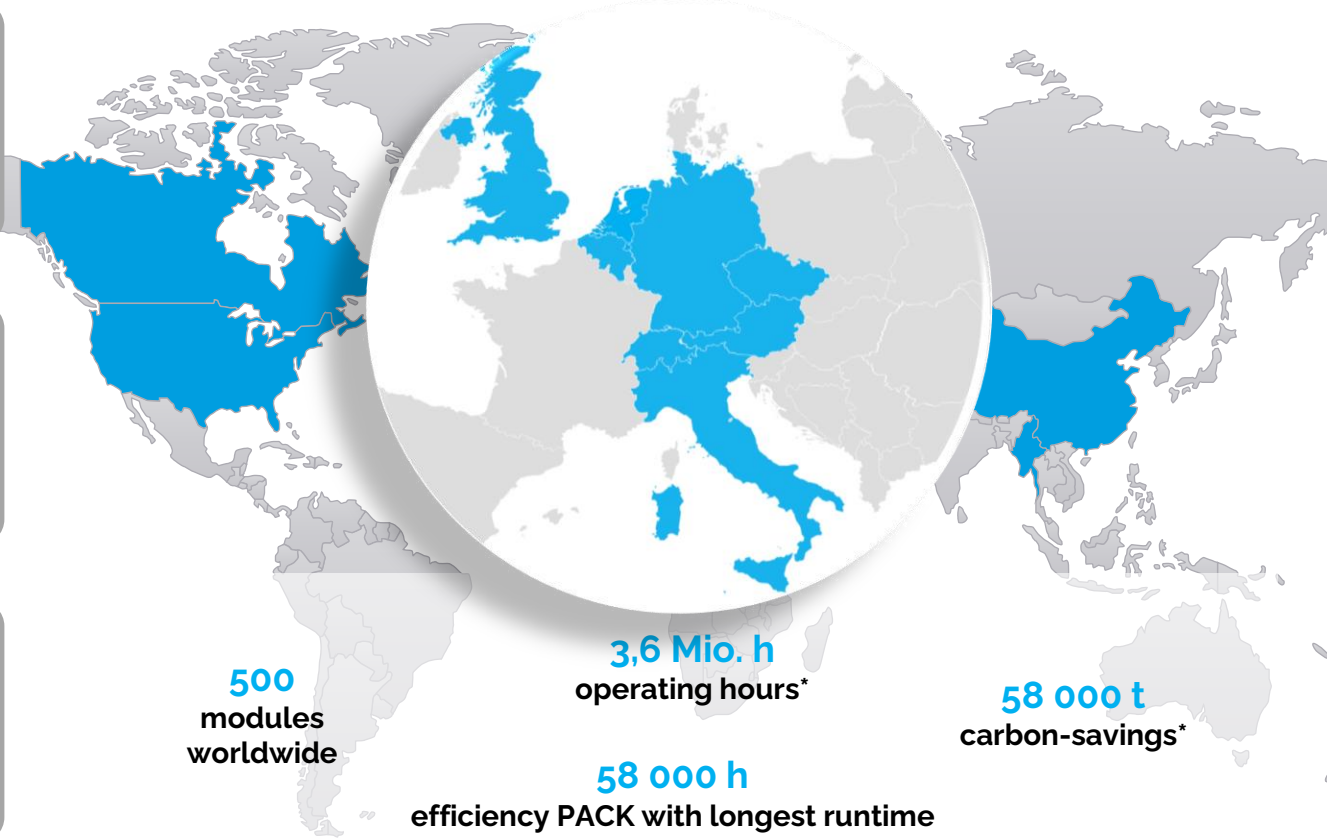 3,6 Mio. h
operating hours*
500
modules
worldwide
58 000 t
carbon-savings*
58 000 h
efficiency PACK with longest runtime